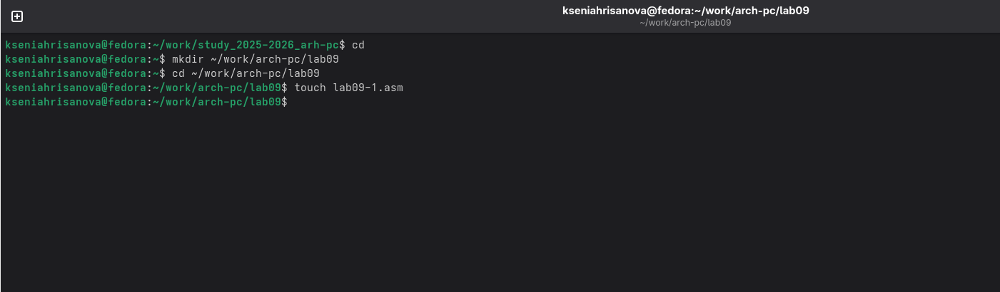 kseniahrisanova@fedora:~/work/arch-pc/lab09
~/work/arch-pc/lab09
kseniahrisanova@fedora:~/work/study_2025-2026_arh-pc$ cd
kseniahrisanova@fedora:~$ mkdir ~/work/arch-pc/lab09
kseniahrisanova@fedora:~$ cd ~/work/arch-pc/lab09
kseniahrisanova@fedora:~/work/arch-pc/lab09$ touch lab09-1.asm
kseniahrisanova@fedora:~/work/arch-pc/lab09$